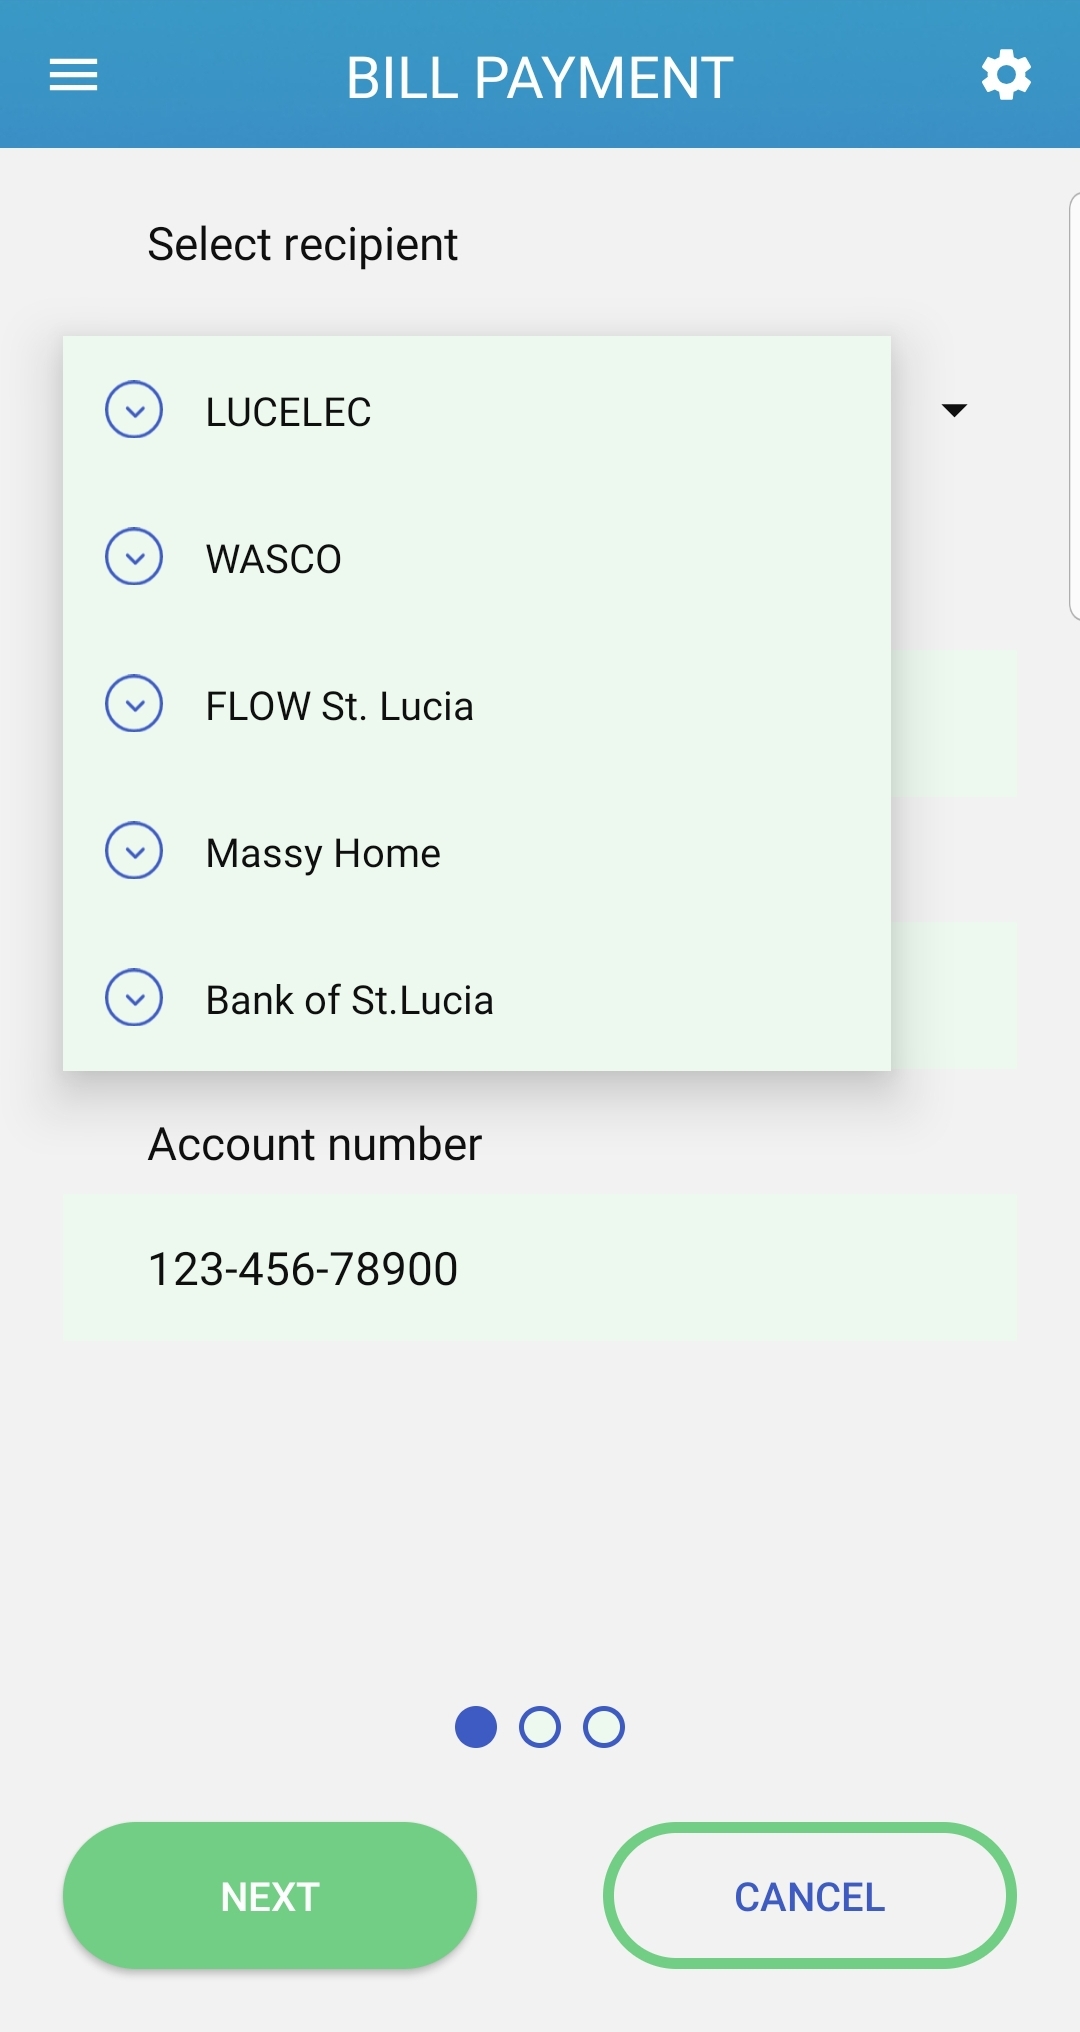 BILL PAYMENT
Select recipient
LUCELEC
WASCO
FLOW St. Lucia
Massy Home
Bank of St.Lucia
Account number
123-456-78900
NEXT
CANCEL